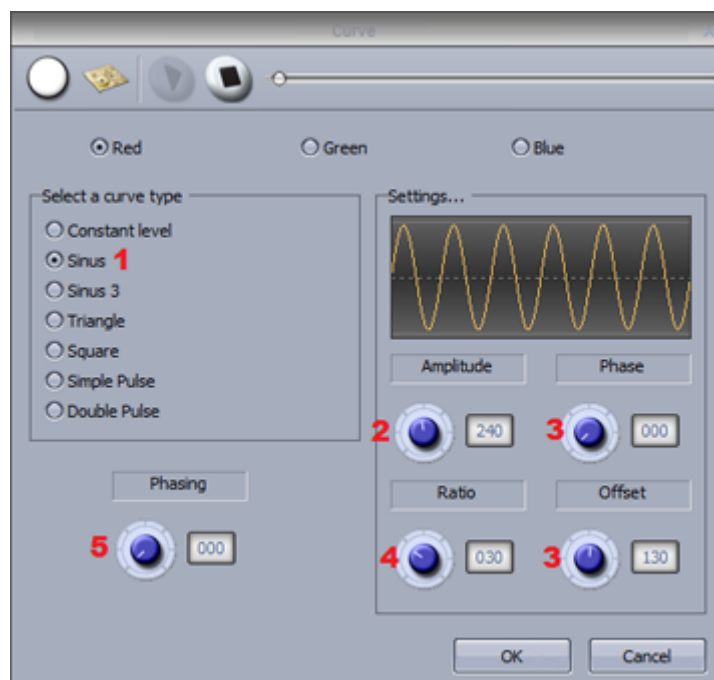 Curve
Red
Green
Blue
Select a curve type
Constant level
Sinus 1
Sinus 3
Triangle
Square
Simple Pulse
Double Pulse
Phasing
5 000
Settings...
Amplitude
Phase
2 240
3 000
Ratio
Offset
4 030
3 130
OK
Cancel